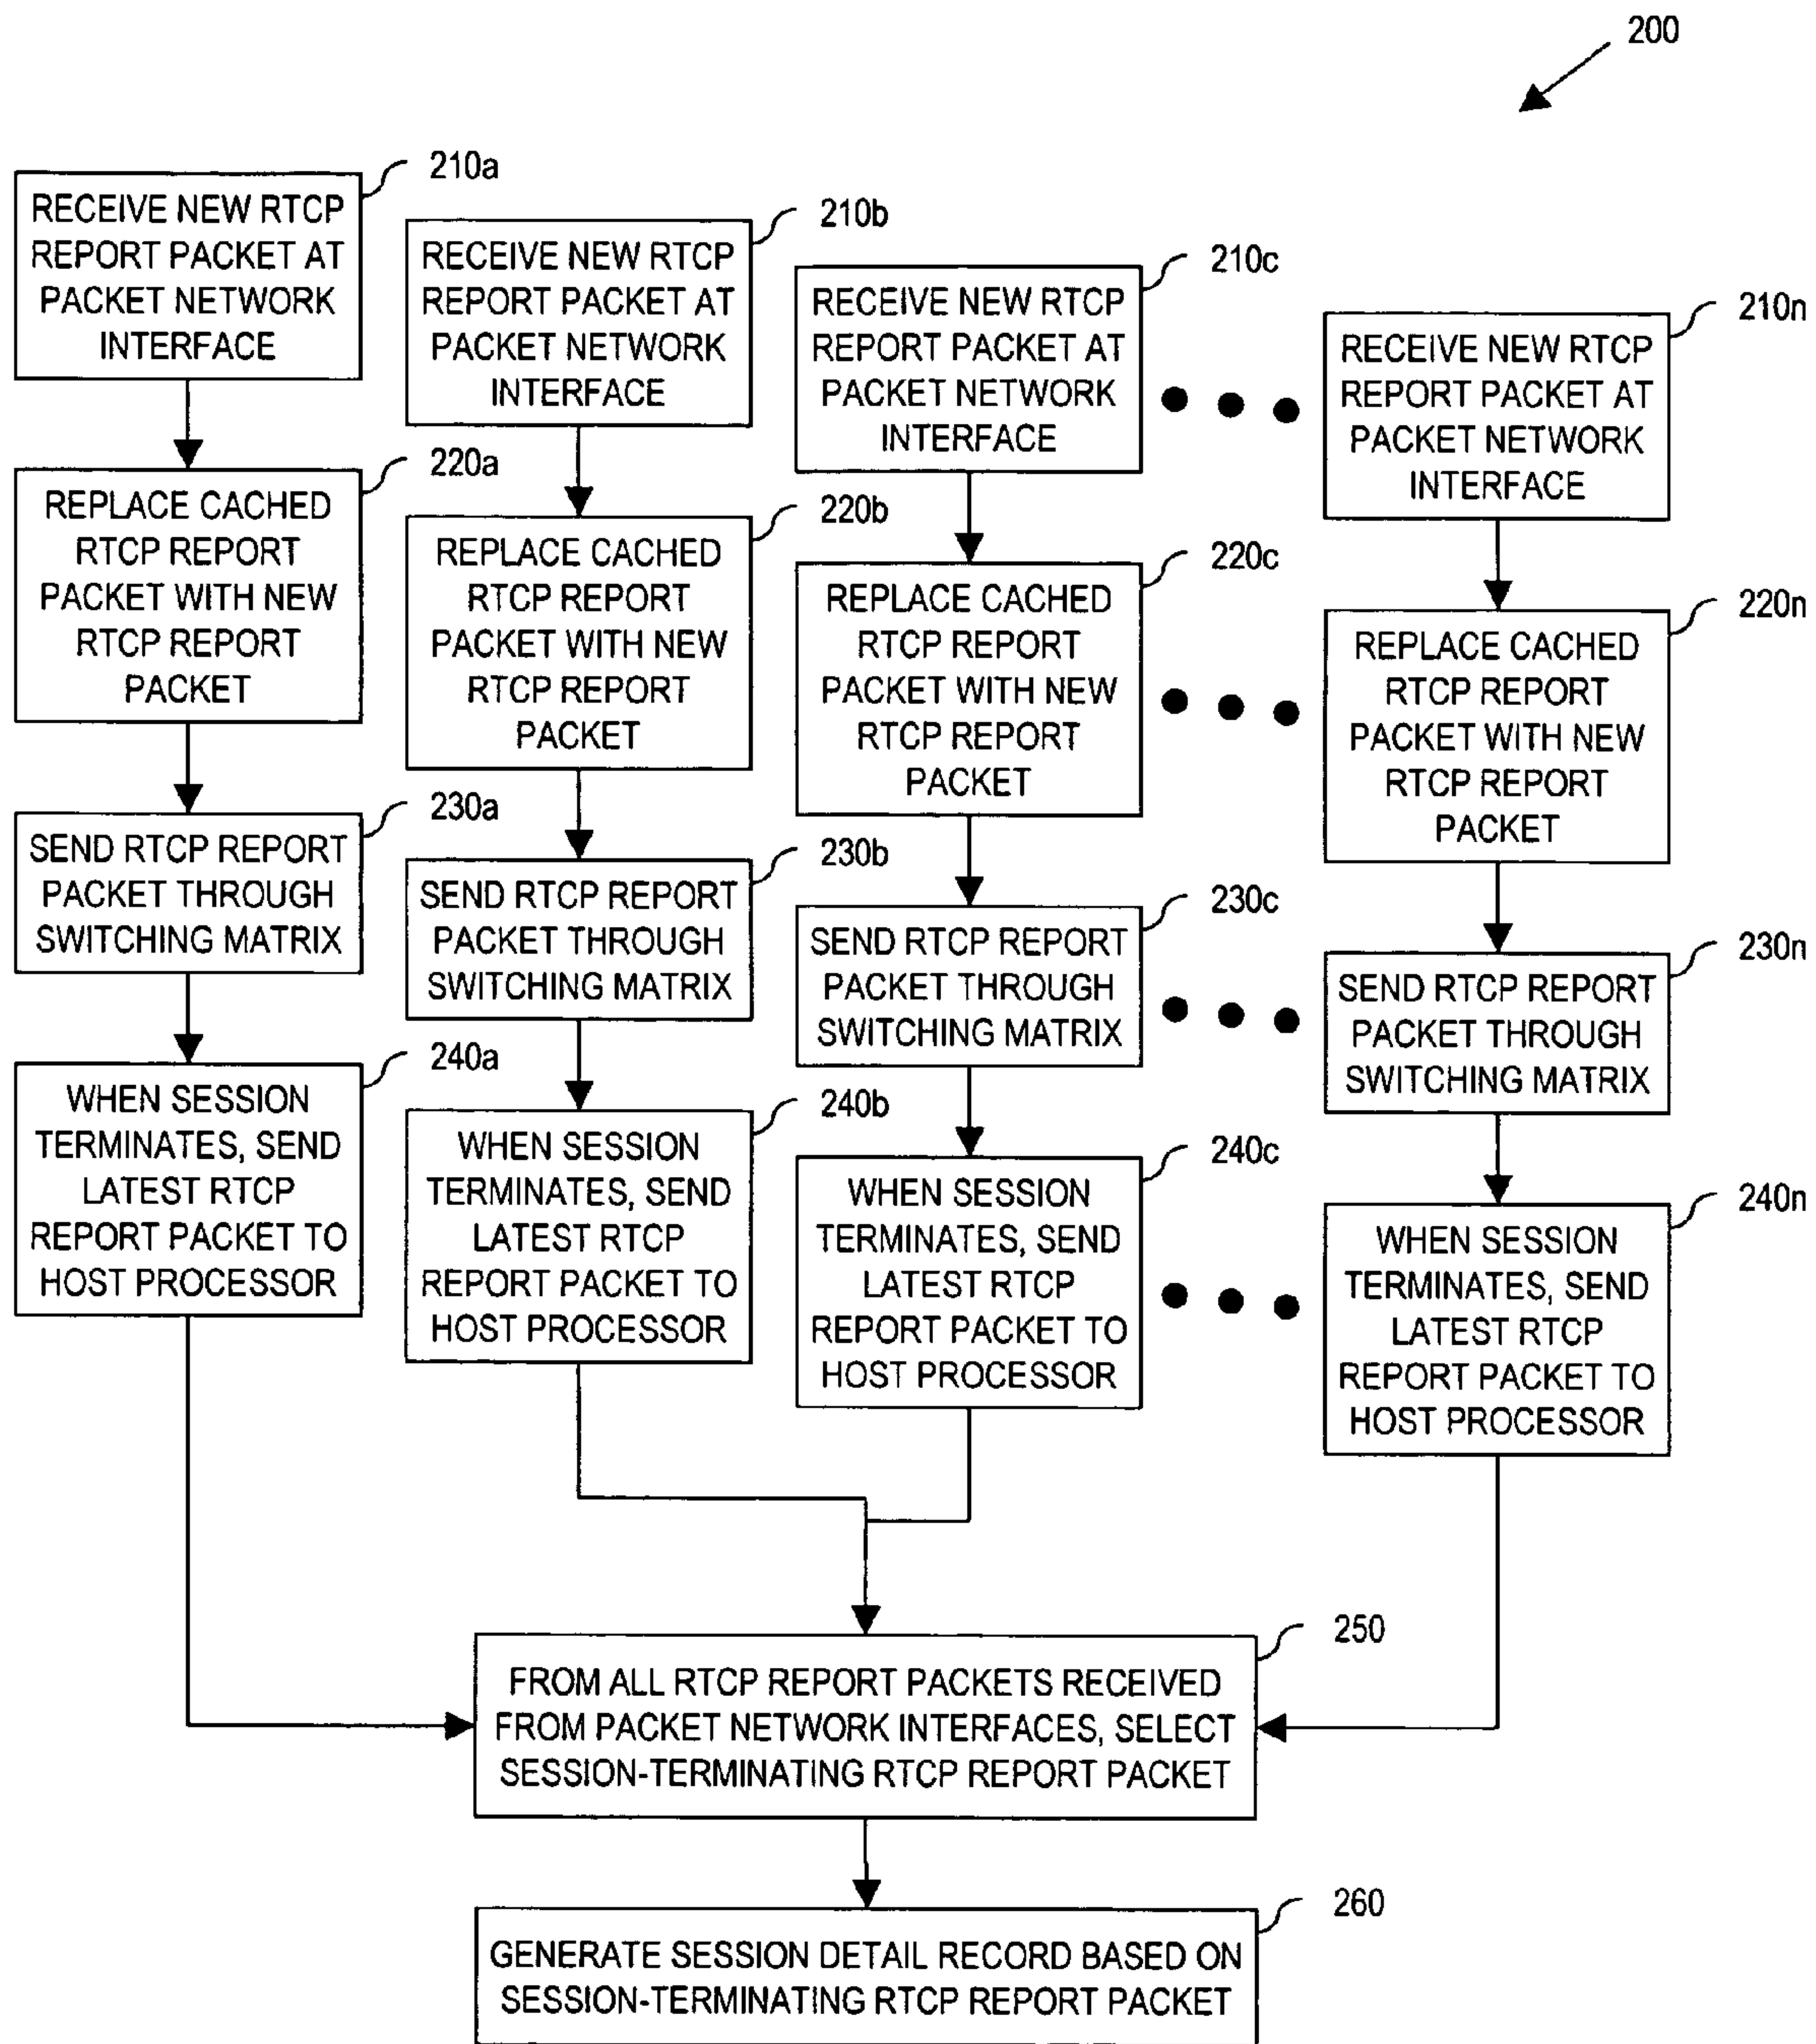 200
210a
RECEIVE NEW RTCP
REPORT PACKET AT
PACKET NETWORK
INTERFACE
210b
RECEIVE NEW RTCP
REPORT PACKET AT
PACKET NETWORK
INTERFACE
210c
RECEIVE NEW RTCP
REPORT PACKET AT
PACKET NETWORK
INTERFACE
210n
RECEIVE NEW RTCP
REPORT PACKET AT
PACKET NETWORK
INTERFACE
220a
REPLACE CACHED
RTCP REPORT
PACKET WITH NEW
RTCP REPORT
PACKET
220b
REPLACE CACHED
RTCP REPORT
PACKET WITH NEW
RTCP REPORT
PACKET
220c
REPLACE CACHED
RTCP REPORT
PACKET WITH NEW
RTCP REPORT
PACKET
220n
REPLACE CACHED
RTCP REPORT
PACKET WITH NEW
RTCP REPORT
PACKET
230a
SEND RTCP REPORT
PACKET THROUGH
SWITCHING MATRIX
230b
SEND RTCP REPORT
PACKET THROUGH
SWITCHING MATRIX
230c
SEND RTCP REPORT
PACKET THROUGH
SWITCHING MATRIX
230n
SEND RTCP REPORT
PACKET THROUGH
SWITCHING MATRIX
240a
WHEN SESSION
TERMINATES, SEND
LATEST RTCP
REPORT PACKET TO
HOST PROCESSOR
240b
WHEN SESSION
TERMINATES, SEND
LATEST RTCP
REPORT PACKET TO
HOST PROCESSOR
240c
WHEN SESSION
TERMINATES, SEND
LATEST RTCP
REPORT PACKET TO
HOST PROCESSOR
240n
WHEN SESSION
TERMINATES, SEND
LATEST RTCP
REPORT PACKET TO
HOST PROCESSOR
250
FROM ALL RTCP REPORT PACKETS RECEIVED
FROM PACKET NETWORK INTERFACES, SELECT
SESSION-TERMINATING RTCP REPORT PACKET
260
GENERATE SESSION DETAIL RECORD BASED ON
SESSION-TERMINATING RTCP REPORT PACKET